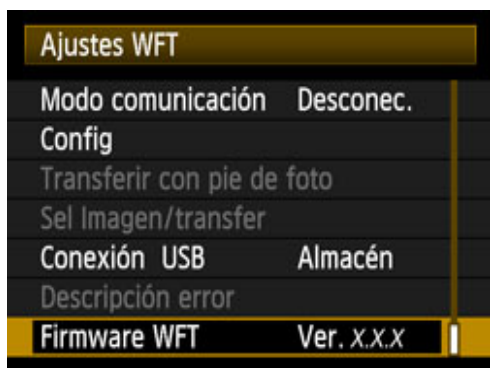 Ajustes WFT
Modo comunicación Desconec.
Config
Transferir con pie de foto
Sel Imagen/transfer
Conexión USB Almacén
Descripción error
Firmware WFT Ver. X.X.X